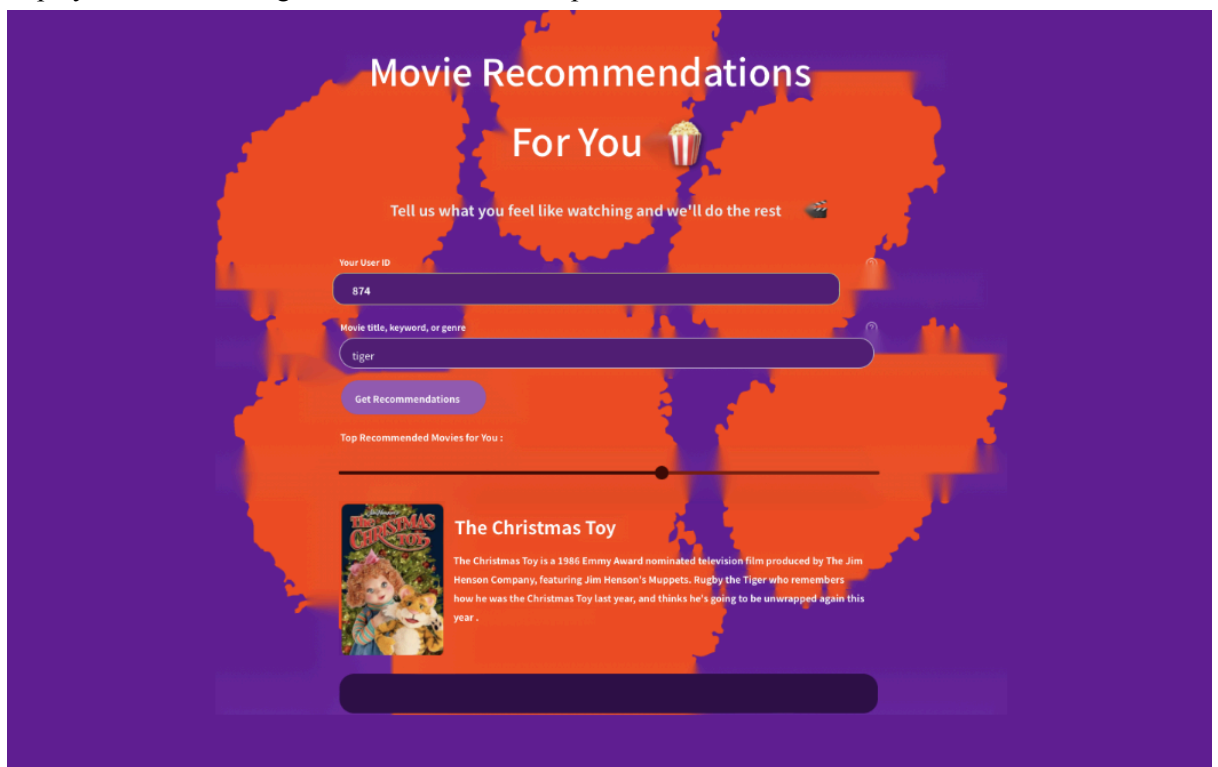 Movie Recommendations
For You
Tell us what you feel like watching and we'll do the rest
Your User ID
?
874
Movie title, keyword, or genre
?
tiger
Get Recommendations
Top Recommended Movies for You :
THE CHRISTMAS TOY
The Christmas Toy
The Christmas Toy is a 1986 Emmy Award nominated television film produced by The Jim
Henson Company, featuring Jim Henson's Muppets. Rugby the Tiger who remembers
how he was the Christmas Toy last year, and thinks he's going to be unwrapped again this
year .